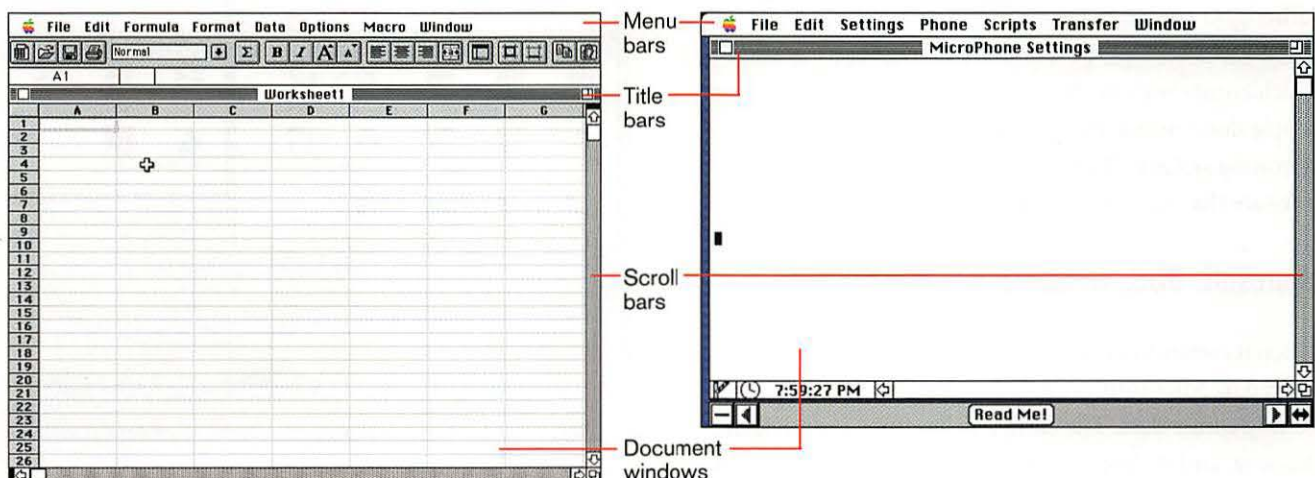 File Edit Formula Format Data Options Macro Window
Normal Σ B I A A
A1
Worksheet1
A B C D E F G
1
2
3
4
5
6
7
8
9
10
11
12
13
14
15
16
17
18
19
20
21
22
23
24
25
26
Menu
bars
Title
bars
Scroll
bars
Document
windows
File Edit Settings Phone Scripts Transfer Window
MicroPhone Settings
7:59:27 PM
Read Me!